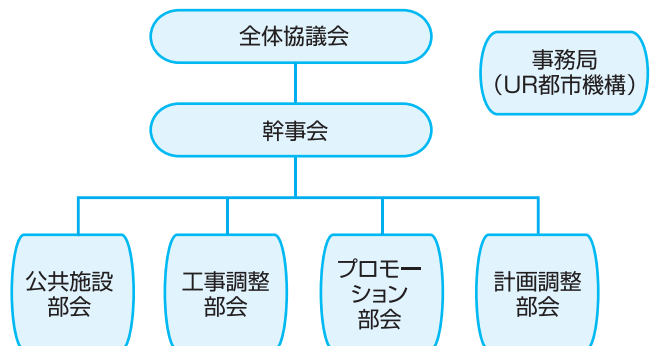 全体協議会
事務局
（UR都市機構）
幹事会
公共施設
部会
工事調整
部会
プロモー
ション
部会
計画調整
部会